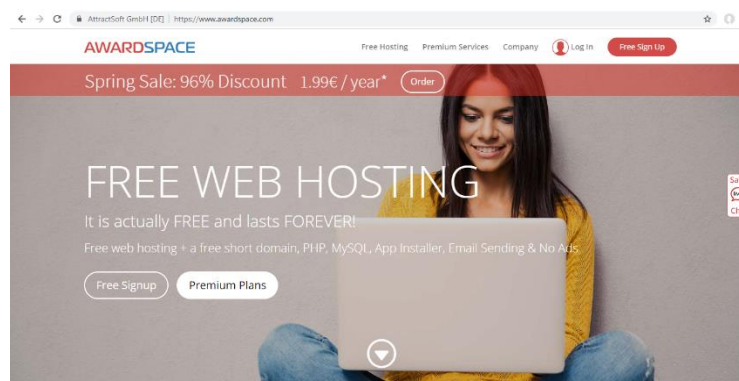 AttractSoft GmbH [DE] | https://www.awardspace.com
AWARDSPACE
Free Hosting Premium Services Company Log In Free Sign Up
Spring Sale: 96% Discount 1.99€ / year* Order
FREE WEB HOSTING
It is actually FREE and lasts FOREVER!
Free web hosting + a free short domain, PHP, MySQL, App Installer, Email Sending & No Ads
Free Signup Premium Plans